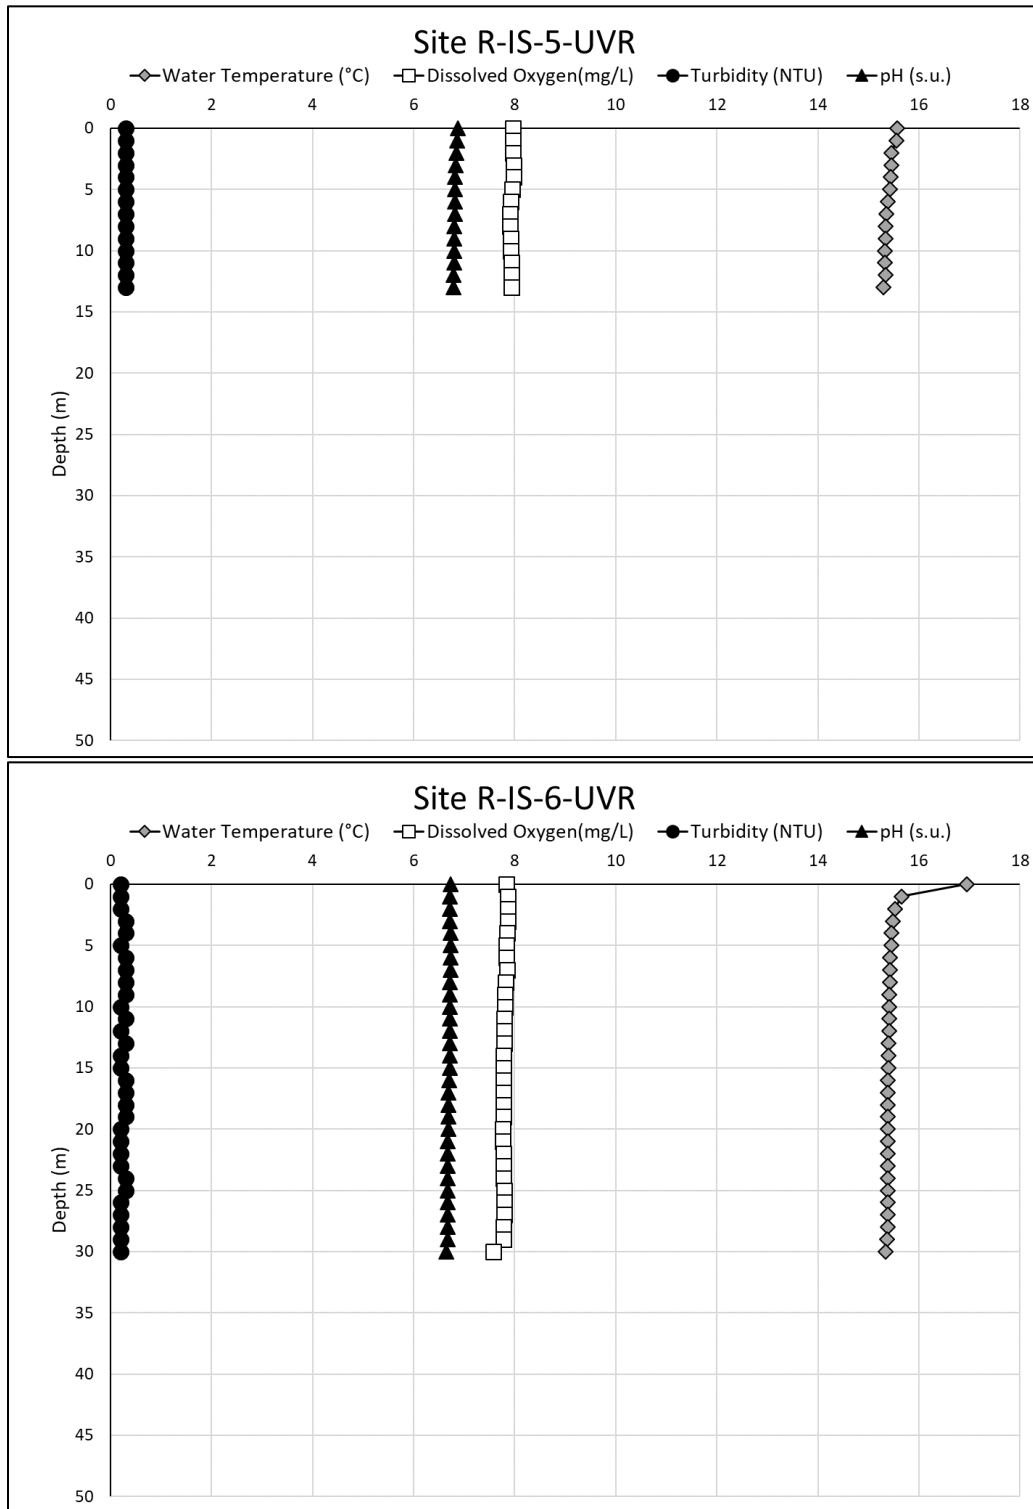 Site R-IS-5-UVR
Water Temperature (°C) Dissolved Oxygen(mg/L) Turbidity (NTU) pH (s.u.)
0 2 4 6 8 10 12 14 16 18
0
5
10
15
20
25
30
35
40
45
50
Depth (m)
Site R-IS-6-UVR
Water Temperature (°C) Dissolved Oxygen(mg/L) Turbidity (NTU) pH (s.u.)
0 2 4 6 8 10 12 14 16 18
0
5
10
15
20
25
30
35
40
45
50
Depth (m)